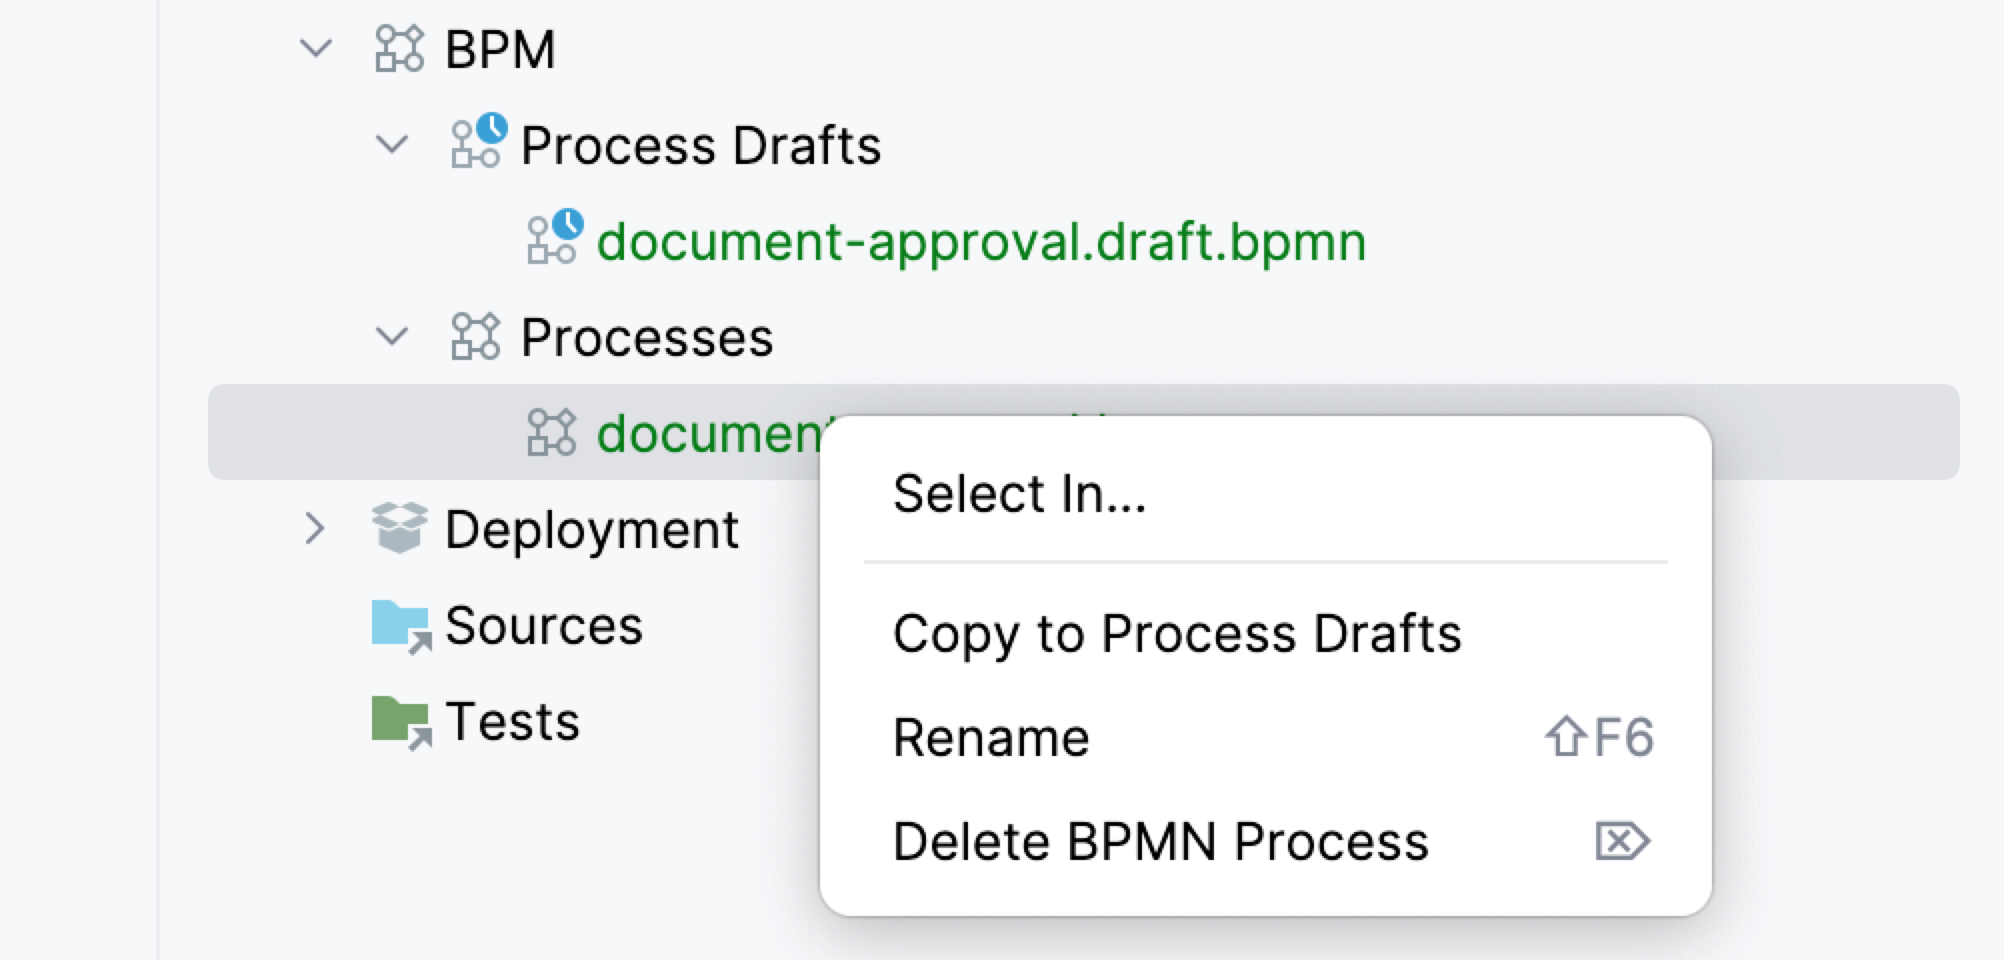 BPM
Process Drafts
document-approval.draft.bpmn
Processes
Deployment
Sources
Tests
Select In...
Copy to Process Drafts
Rename ⇧F6
Delete BPMN Process ⌦